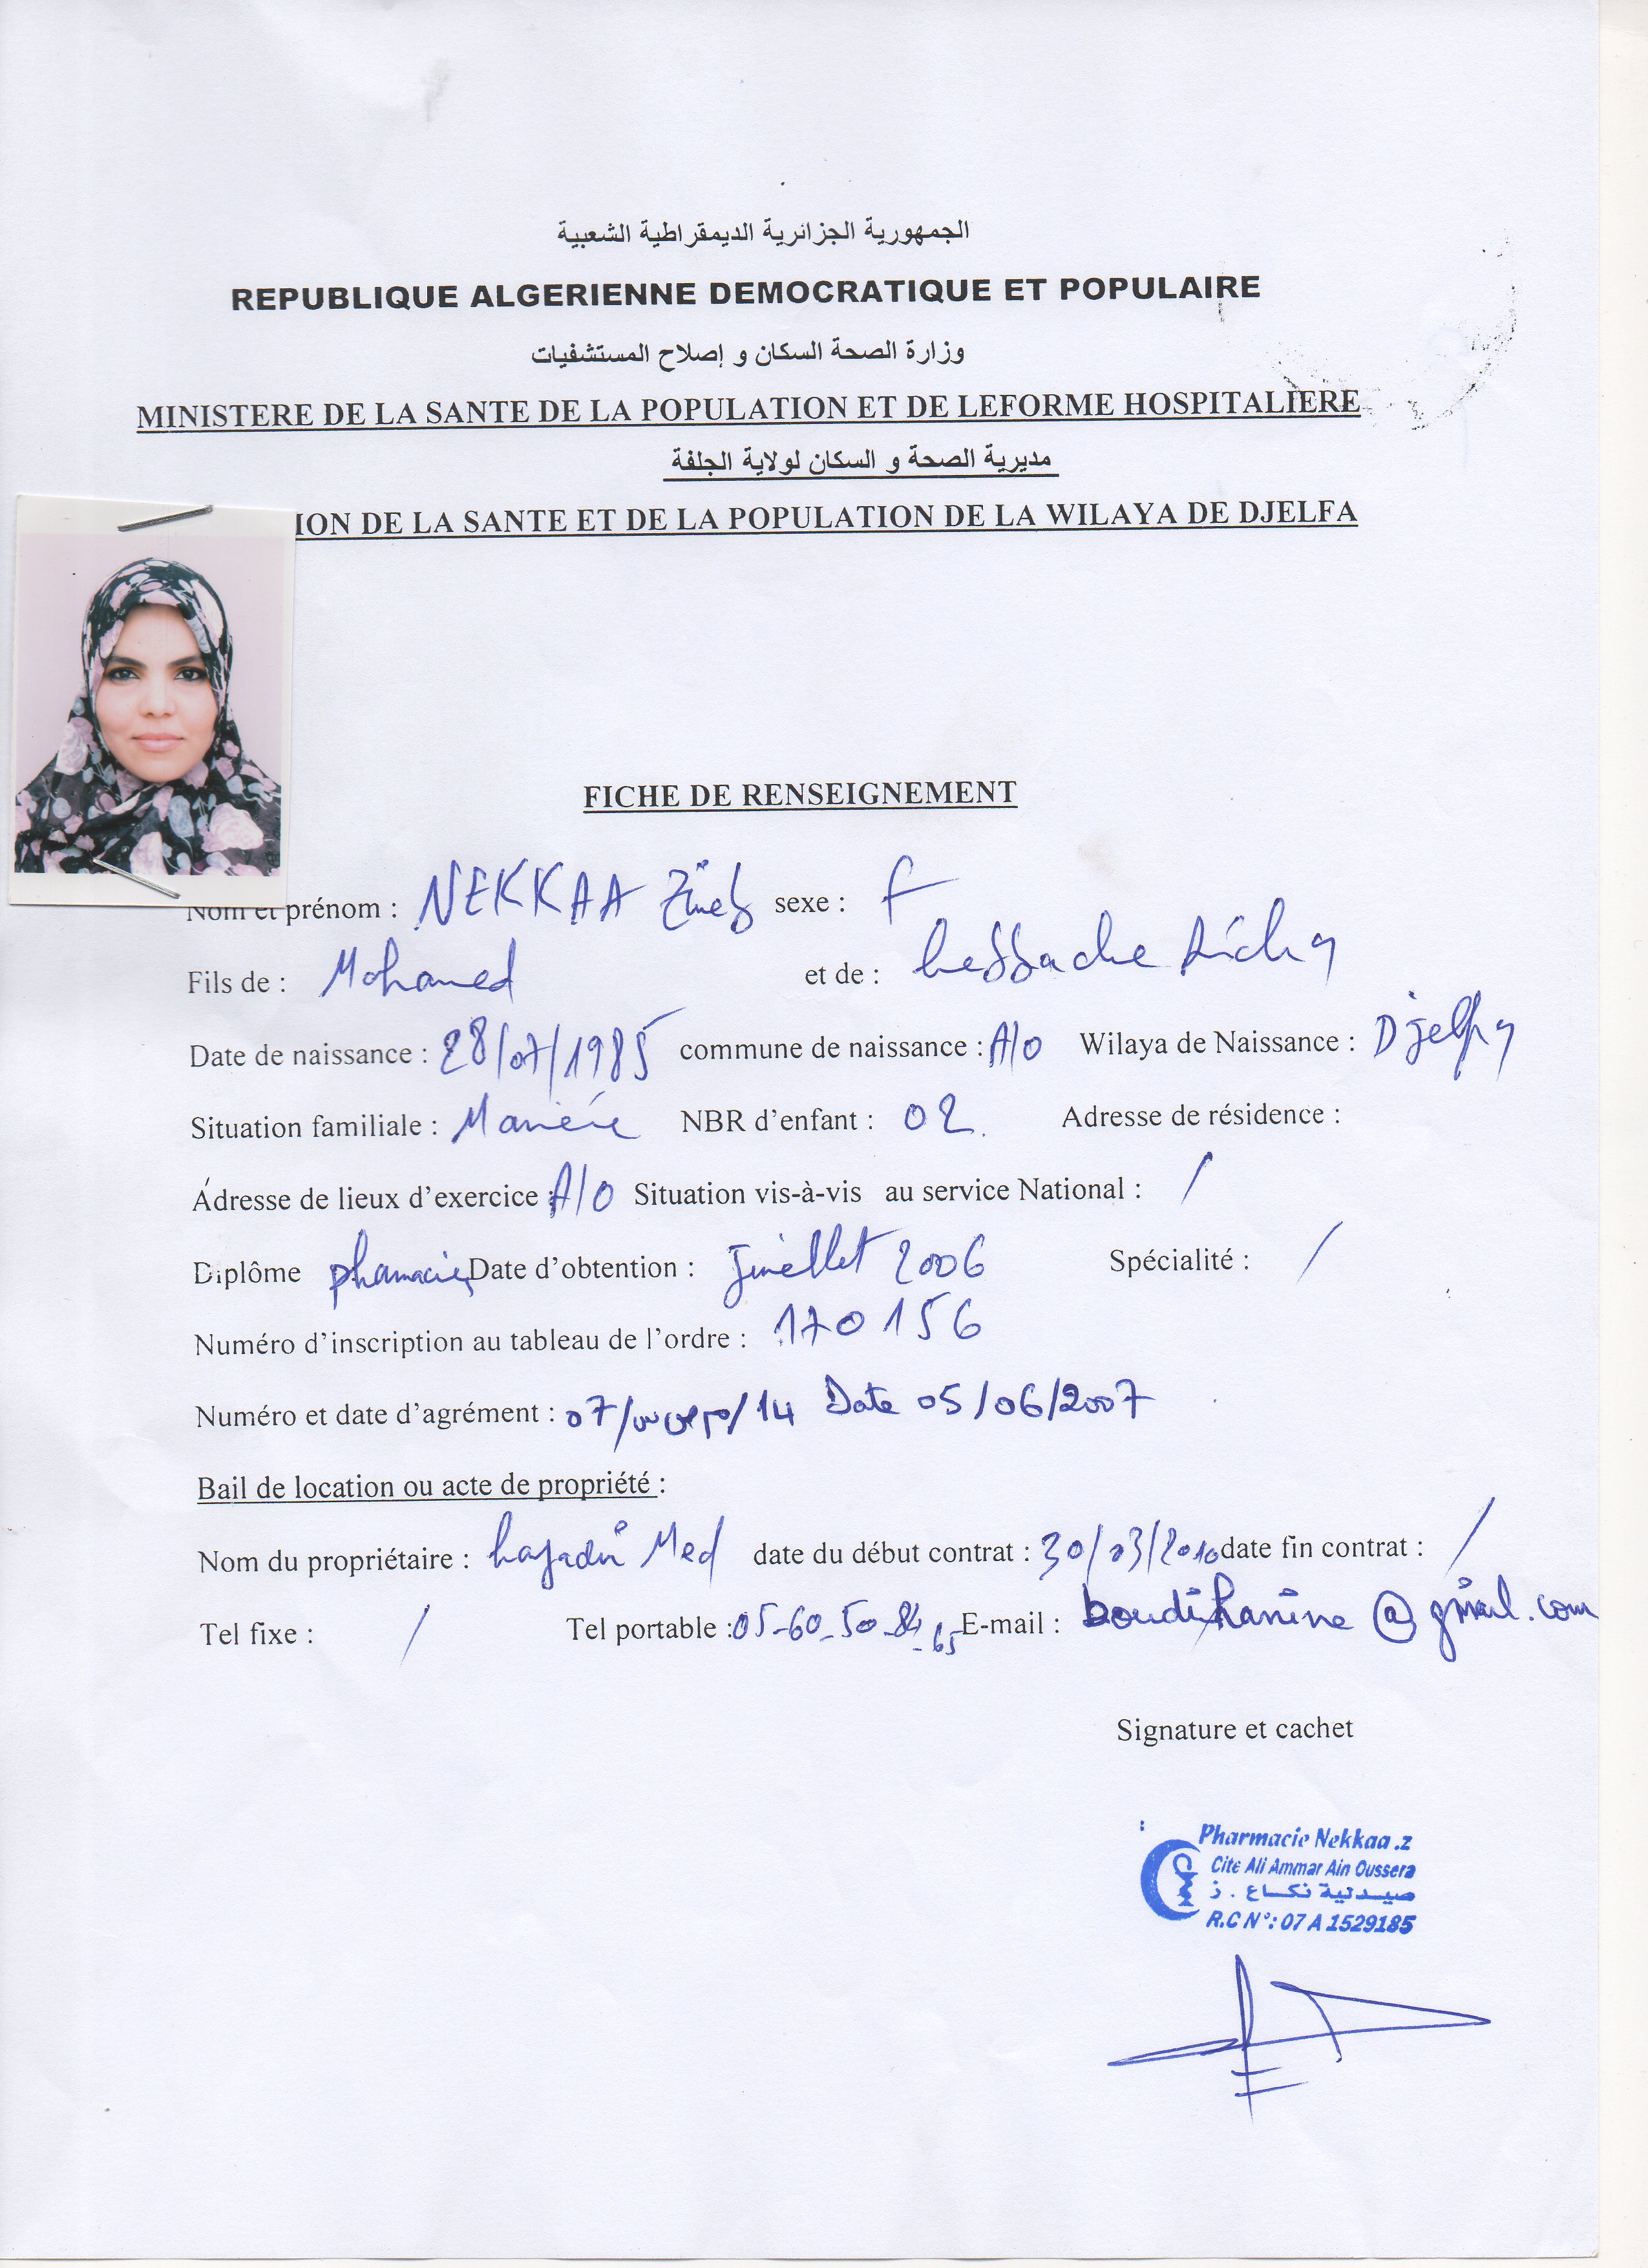 الجمهورية الجزائرية الديمقراطية الشعبية
REPUBLIQUE ALGERIENNE DEMOCRATIQUE ET POPULAIRE
وزارة الصحة السكان و إصلاح المستشفيات
MINISTERE DE LA SANTE DE LA POPULATION ET DE LEFORME HOSPITALIERE
مديرية الصحة و السكان لولاية الجلفة
ION DE LA SANTE ET DE LA POPULATION DE LA WILAYA DE DJELFA
FICHE DE RENSEIGNEMENT
Nom et prénom : NEKKAA Zineb sexe : F
Fils de : Mohamed et de :
Date de naissance : 28/07/1985 commune de naissance : A/O Wilaya de Naissance : Djelfa
Situation familiale : Mariée NBR d'enfant : 02 Adresse de résidence :
Adresse de lieux d'exercice : A/O Situation vis-à-vis au service National : /
Diplôme pharmacie Date d'obtention : Juillet 2006 Spécialité : /
Numéro d'inscription au tableau de l'ordre : 170156
Numéro et date d'agrément : 07/ /14 Date 05/06/2007
Bail de location ou acte de propriété :
Nom du propriétaire : Med date du début contrat : 30/03/2010 date fin contrat : /
Tel fixe : / Tel portable : 05-60-50-84-65 E-mail : boudihanine@gmail.com
Signature et cachet
Pharmacie Nekkaa .z
Cité Ali Ammar Ain Oussera
صيدلية نكاع . ز
R.C N°: 07 A 1529185